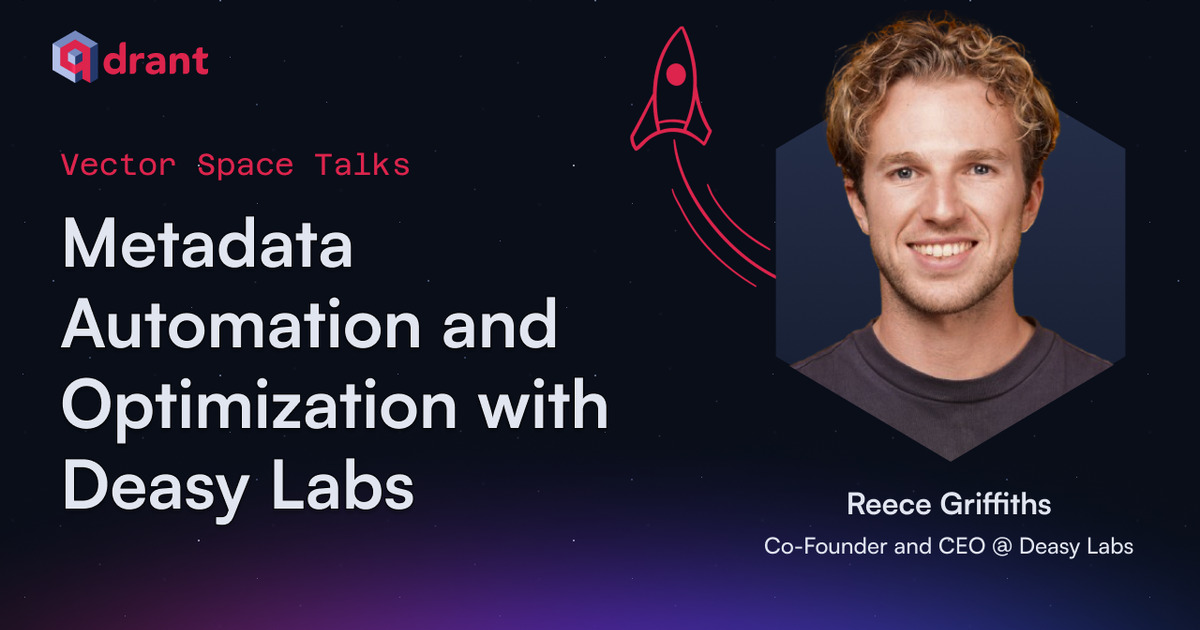 qdrant
Vector Space Talks
Metadata
Automation and
Optimization with
Deasy Labs
Reece Griffiths
Co-Founder and CEO @ Deasy Labs